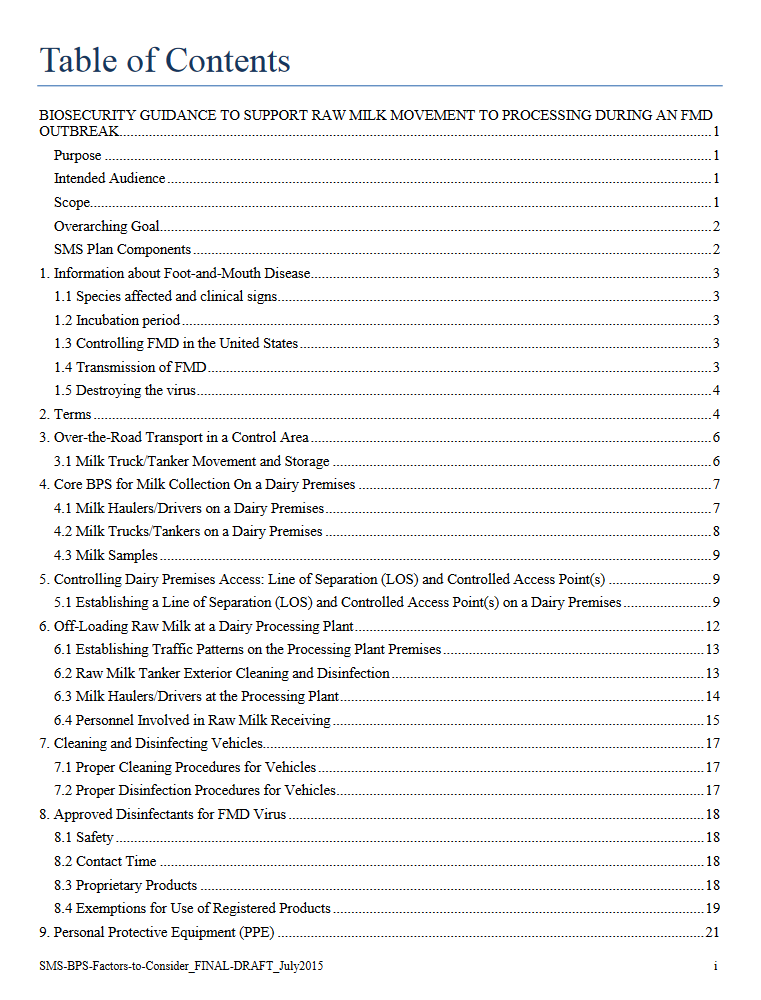 Table of Contents
BIOSECURITY GUIDANCE TO SUPPORT RAW MILK MOVEMENT TO PROCESSING DURING AN FMD
OUTBREAK 1
Purpose 1
Intended Audience 1
Scope 1
Overarching Goal 2
SMS Plan Components 2
1. Information about Foot-and-Mouth Disease 3
1.1 Species affected and clinical signs 3
1.2 Incubation period 3
1.3 Controlling FMD in the United States 3
1.4 Transmission of FMD 3
1.5 Destroying the virus 4
2. Terms 4
3. Over-the-Road Transport in a Control Area 6
3.1 Milk Truck/Tanker Movement and Storage 6
4. Core BPS for Milk Collection On a Dairy Premises 7
4.1 Milk Haulers/Drivers on a Dairy Premises 7
4.2 Milk Trucks/Tankers on a Dairy Premises 8
4.3 Milk Samples 9
5. Controlling Dairy Premises Access: Line of Separation (LOS) and Controlled Access Point(s) 9
5.1 Establishing a Line of Separation (LOS) and Controlled Access Point(s) on a Dairy Premises 9
6. Off-Loading Raw Milk at a Dairy Processing Plant 12
6.1 Establishing Traffic Patterns on the Processing Plant Premises 13
6.2 Raw Milk Tanker Exterior Cleaning and Disinfection 13
6.3 Milk Haulers/Drivers at the Processing Plant 14
6.4 Personnel Involved in Raw Milk Receiving 15
7. Cleaning and Disinfecting Vehicles 17
7.1 Proper Cleaning Procedures for Vehicles 17
7.2 Proper Disinfection Procedures for Vehicles 17
8. Approved Disinfectants for FMD Virus 18
8.1 Safety 18
8.2 Contact Time 18
8.3 Proprietary Products 18
8.4 Exemptions for Use of Registered Products 19
9. Personal Protective Equipment (PPE) 21
SMS-BPS-Factors-to-Consider_FINAL-DRAFT_July2015 i